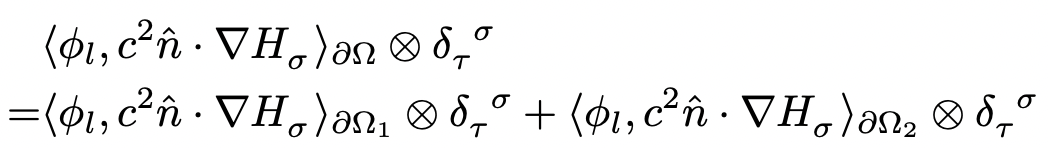 ⟨ϕ_l, c^2 n̂ · ∇H_σ⟩_{∂Ω} ⊗ δ_τ^σ
=⟨ϕ_l, c^2 n̂ · ∇H_σ⟩_{∂Ω_1} ⊗ δ_τ^σ + ⟨ϕ_l, c^2 n̂ · ∇H_σ⟩_{∂Ω_2} ⊗ δ_τ^σ